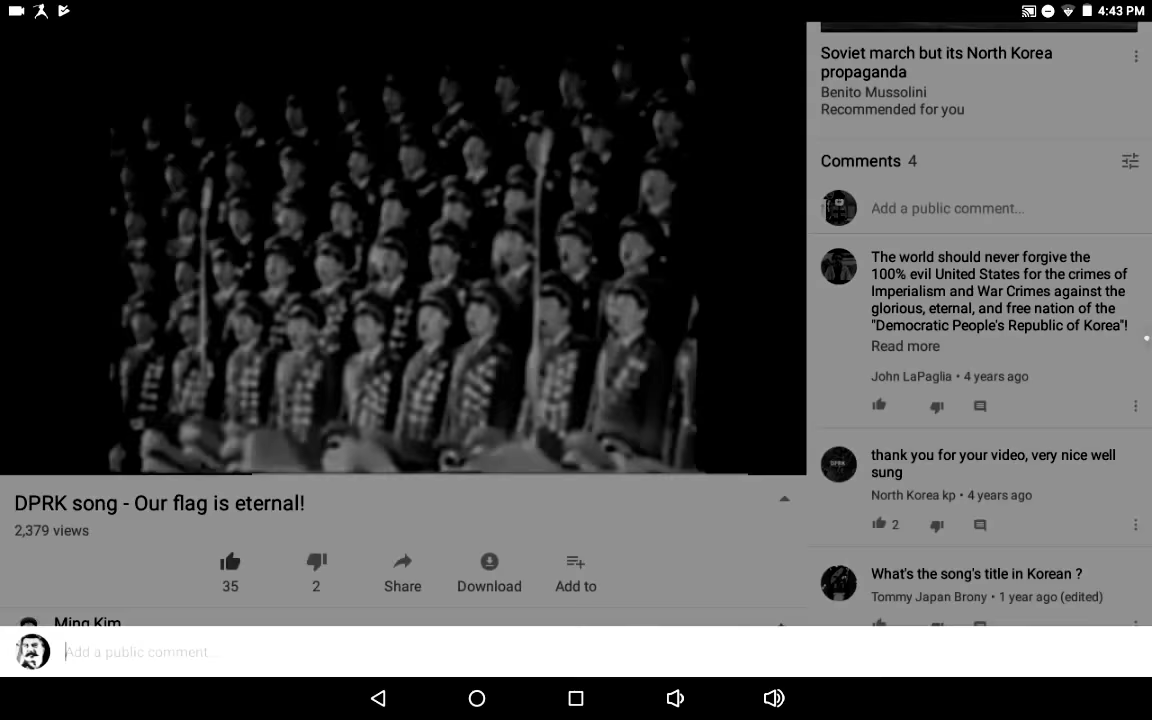 4:43 PM
Soviet march but its North Korea
propaganda
Benito Mussolini
Recommended for you
Comments 4
Add a public comment...
The world should never forgive the
100% evil United States for the crimes of
Imperialism and War Crimes against the
glorious, eternal, and free nation of the
"Democratic People's Republic of Korea"!
Read more
John LaPaglia • 4 years ago
thank you for your video, very nice well
sung
North Korea kp • 4 years ago
2
What's the song's title in Korean ?
Tommy Japan Brony • 1 year ago (edited)
DPRK song - Our flag is eternal!
2,379 views
35 2 Share Download Add to
Ming Kim
Add a public comment...